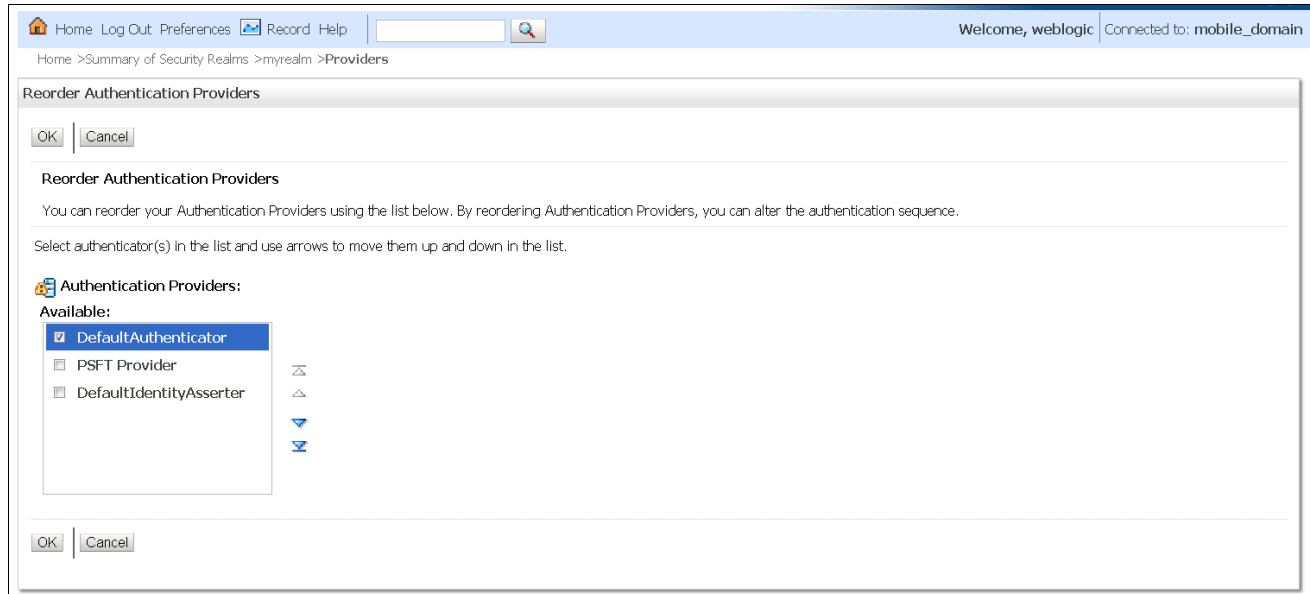 Home Log Out Preferences Record Help Welcome, weblogic Connected to: mobile_domain
Home >Summary of Security Realms >myrealm >Providers
Reorder Authentication Providers
OK Cancel
Reorder Authentication Providers
You can reorder your Authentication Providers using the list below. By reordering Authentication Providers, you can alter the authentication sequence.
Select authenticator(s) in the list and use arrows to move them up and down in the list.
Authentication Providers:
Available:
DefaultAuthenticator
PSFT Provider
DefaultIdentityAsserter
OK Cancel